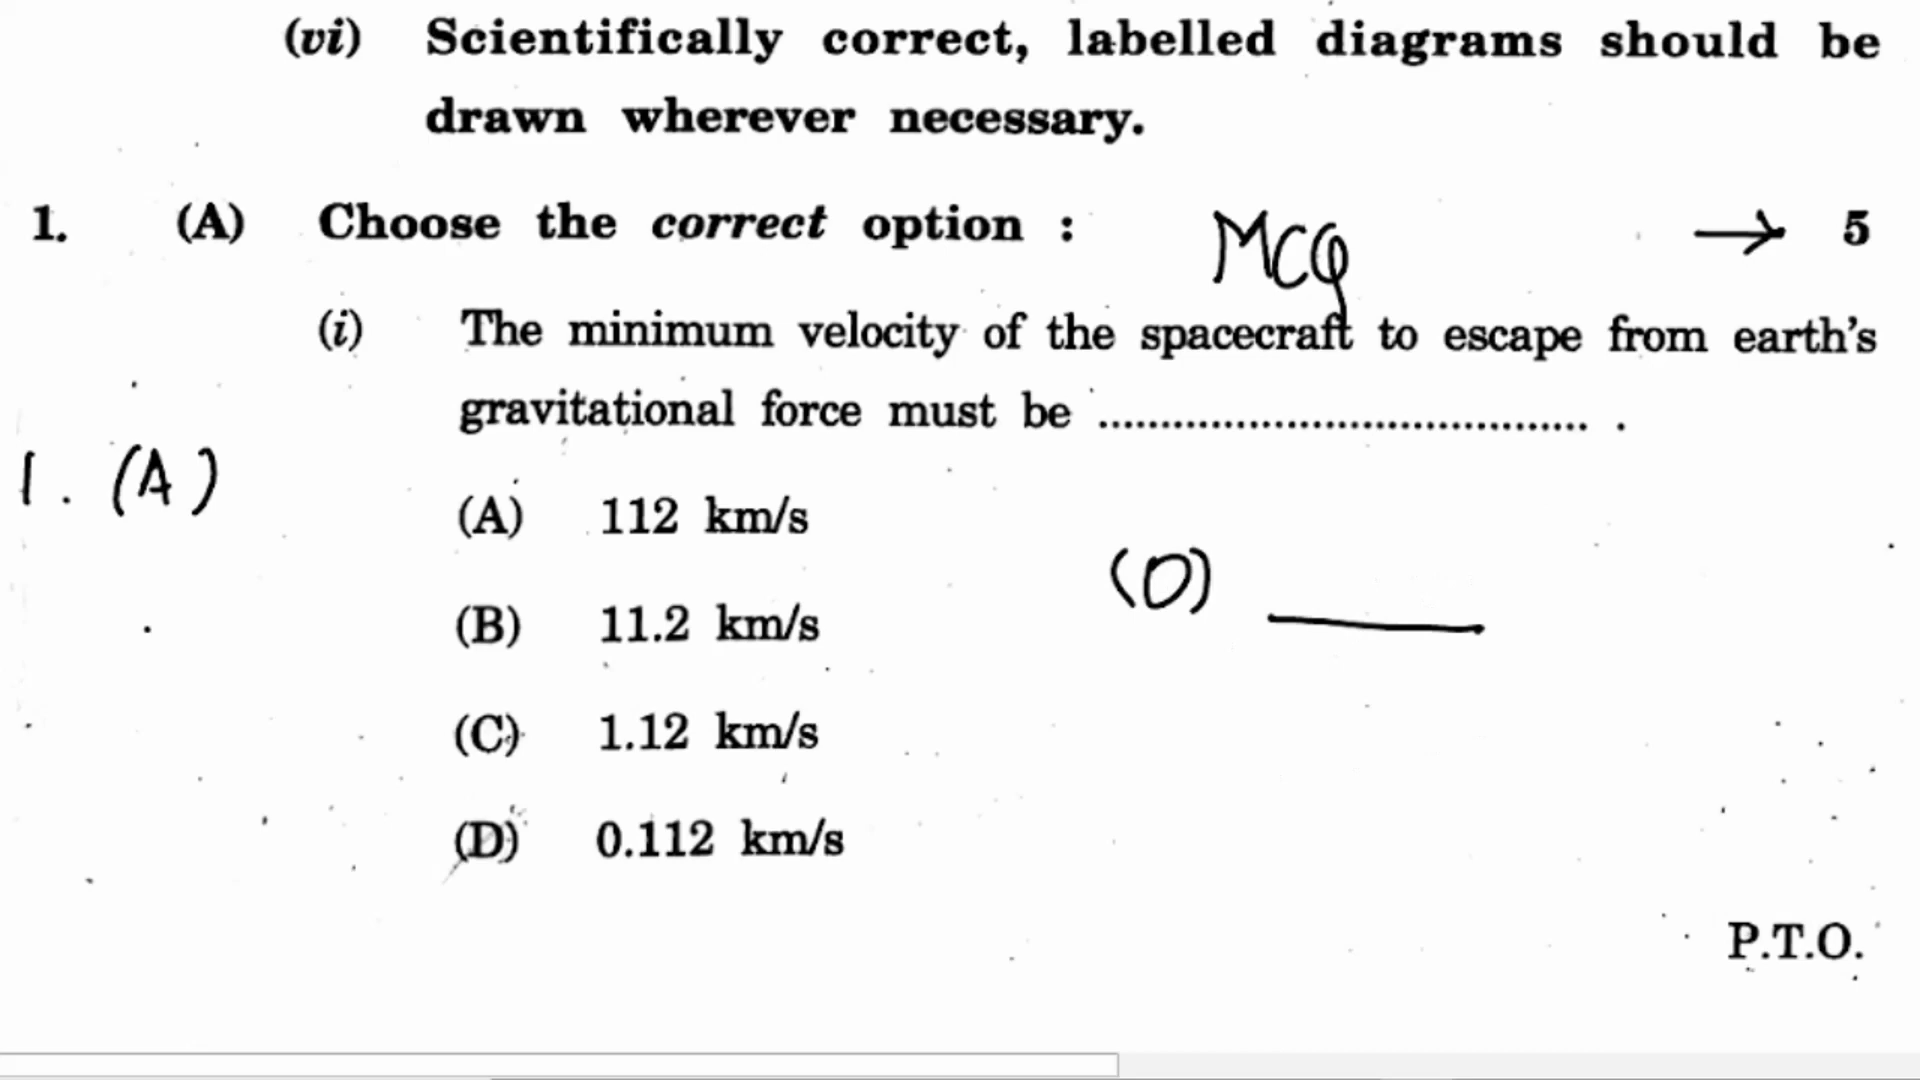 (vi) Scientifically correct, labelled diagrams should be
drawn wherever necessary.
1. (A) Choose the correct option : MCQ → 5
(i) The minimum velocity of the spacecraft to escape from earth's
gravitational force must be ....................................... .
1. (A)
(A) 112 km/s
(O) ____
(B) 11.2 km/s
(C) 1.12 km/s
(D) 0.112 km/s
P.T.O.